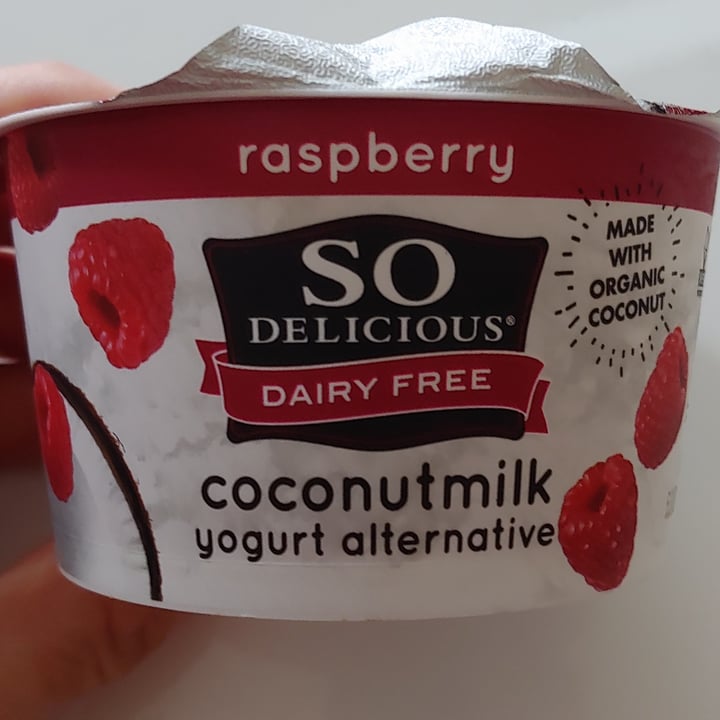 raspberry
SO
DELICIOUS®
DAIRY FREE
coconutmilk
yogurt alternative
MADE
WITH
ORGANIC
COCONUT